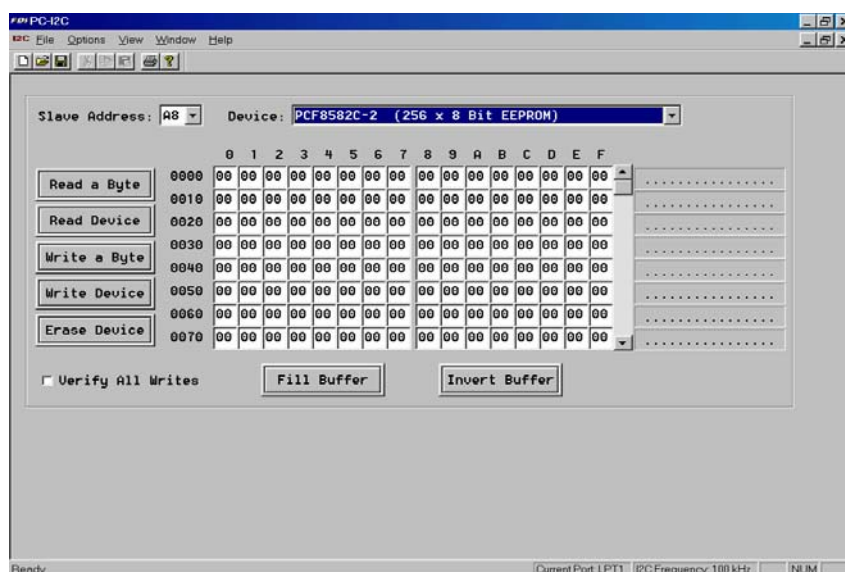 FDI PC-I2C
I2C File Options View Window Help
Slave Address: A8 Device: PCF8582C-2 (256 x 8 Bit EEPROM)
0 1 2 3 4 5 6 7 8 9 A B C D E F
Read a Byte 0000 00 00 00 00 00 00 00 00 00 00 00 00 00 00 00 00 ................
0010 00 00 00 00 00 00 00 00 00 00 00 00 00 00 00 00 ................
Read Device 0020 00 00 00 00 00 00 00 00 00 00 00 00 00 00 00 00 ................
0030 00 00 00 00 00 00 00 00 00 00 00 00 00 00 00 00 ................
Write a Byte
0040 00 00 00 00 00 00 00 00 00 00 00 00 00 00 00 00 ................
Write Device 0050 00 00 00 00 00 00 00 00 00 00 00 00 00 00 00 00 ................
0060 00 00 00 00 00 00 00 00 00 00 00 00 00 00 00 00 ................
Erase Device
0070 00 00 00 00 00 00 00 00 00 00 00 00 00 00 00 00 ................
Verify All Writes Fill Buffer Invert Buffer
Ready Current Port: LPT1 I2C Frequency: 100 kHz NUM